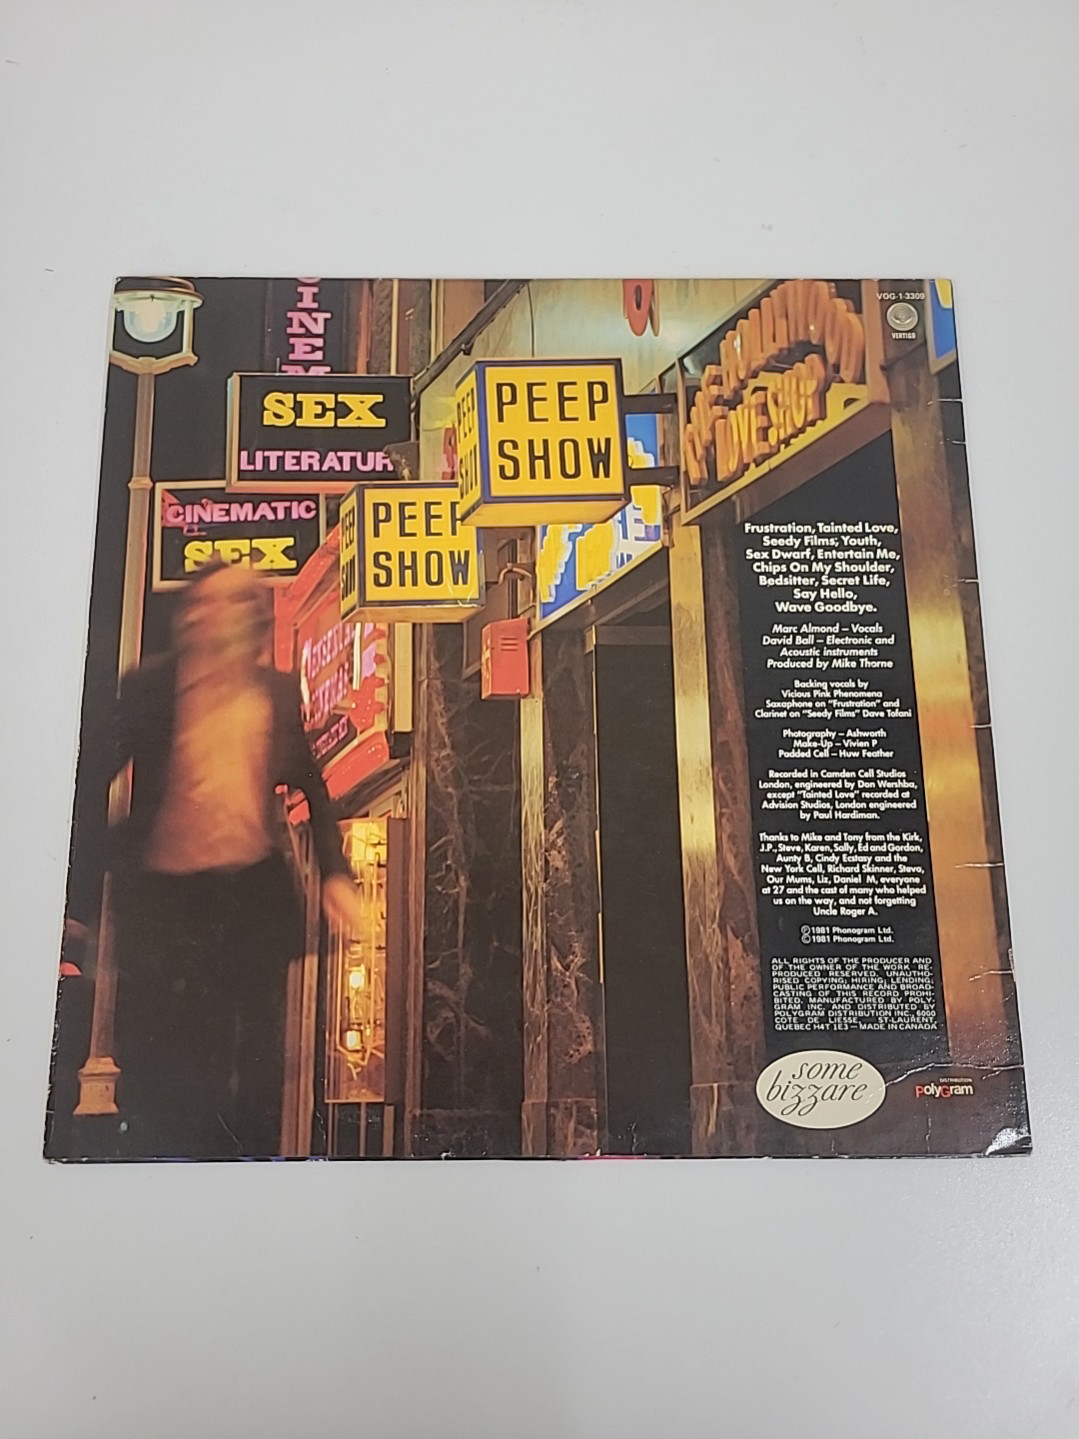 VOG-1-3309
VERTIGO
CINEM
SEX
LITERATUR
CINEMATIC
SEX
PEEP
SHOW
PEEP
SHOW
PEEP
SHOW
LOVE SHOP
Frustration, Tainted Love,
Seedy Films, Youth,
Sex Dwarf, Entertain Me,
Chips On My Shoulder,
Bedsitter, Secret Life,
Say Hello,
Wave Goodbye.
Marc Almond – Vocals
David Ball – Electronic and
Acoustic instruments
Produced by Mike Thorne
Backing vocals by
Vicious Pink Phenomena
Saxaphone on "Frustration" and
Clarinet on "Seedy Films" Dave Tofani
Photography – Ashworth
Make-Up – Vivien P
Padded Cell – Huw Feather
Recorded in Camden Cell Studios
London, engineered by Don Wershba,
except "Tainted Love" recorded at
Advision Studios, London engineered
by Paul Hardiman.
Thanks to Mike and Tony from the Kirk,
J.P., Steve, Karen, Sally, Ed and Gordon,
Aunty B, Cindy Ecstasy and the
New York Cell, Richard Skinner, Stevo,
Our Mums, Liz, Daniel M, everyone
at 27 and the cast of many who helped
us on the way, and not forgetting
Uncle Roger A.
℗ 1981 Phonogram Ltd.
© 1981 Phonogram Ltd.
ALL RIGHTS OF THE PRODUCER AND
OF THE OWNER OF THE WORK RE-
PRODUCED RESERVED. UNAUTHO-
RISED COPYING; HIRING; LENDING;
PUBLIC PERFORMANCE AND BROAD-
CASTING OF THIS RECORD PROHI-
BITED. MANUFACTURED BY POLY-
GRAM INC. AND DISTRIBUTED BY
POLYGRAM DISTRIBUTION INC., 6000
COTE DE LIESSE, ST-LAURENT,
QUEBEC H4T 1E3 — MADE IN CANADA
some
bizzare
DISTRIBUTION
PolyGram